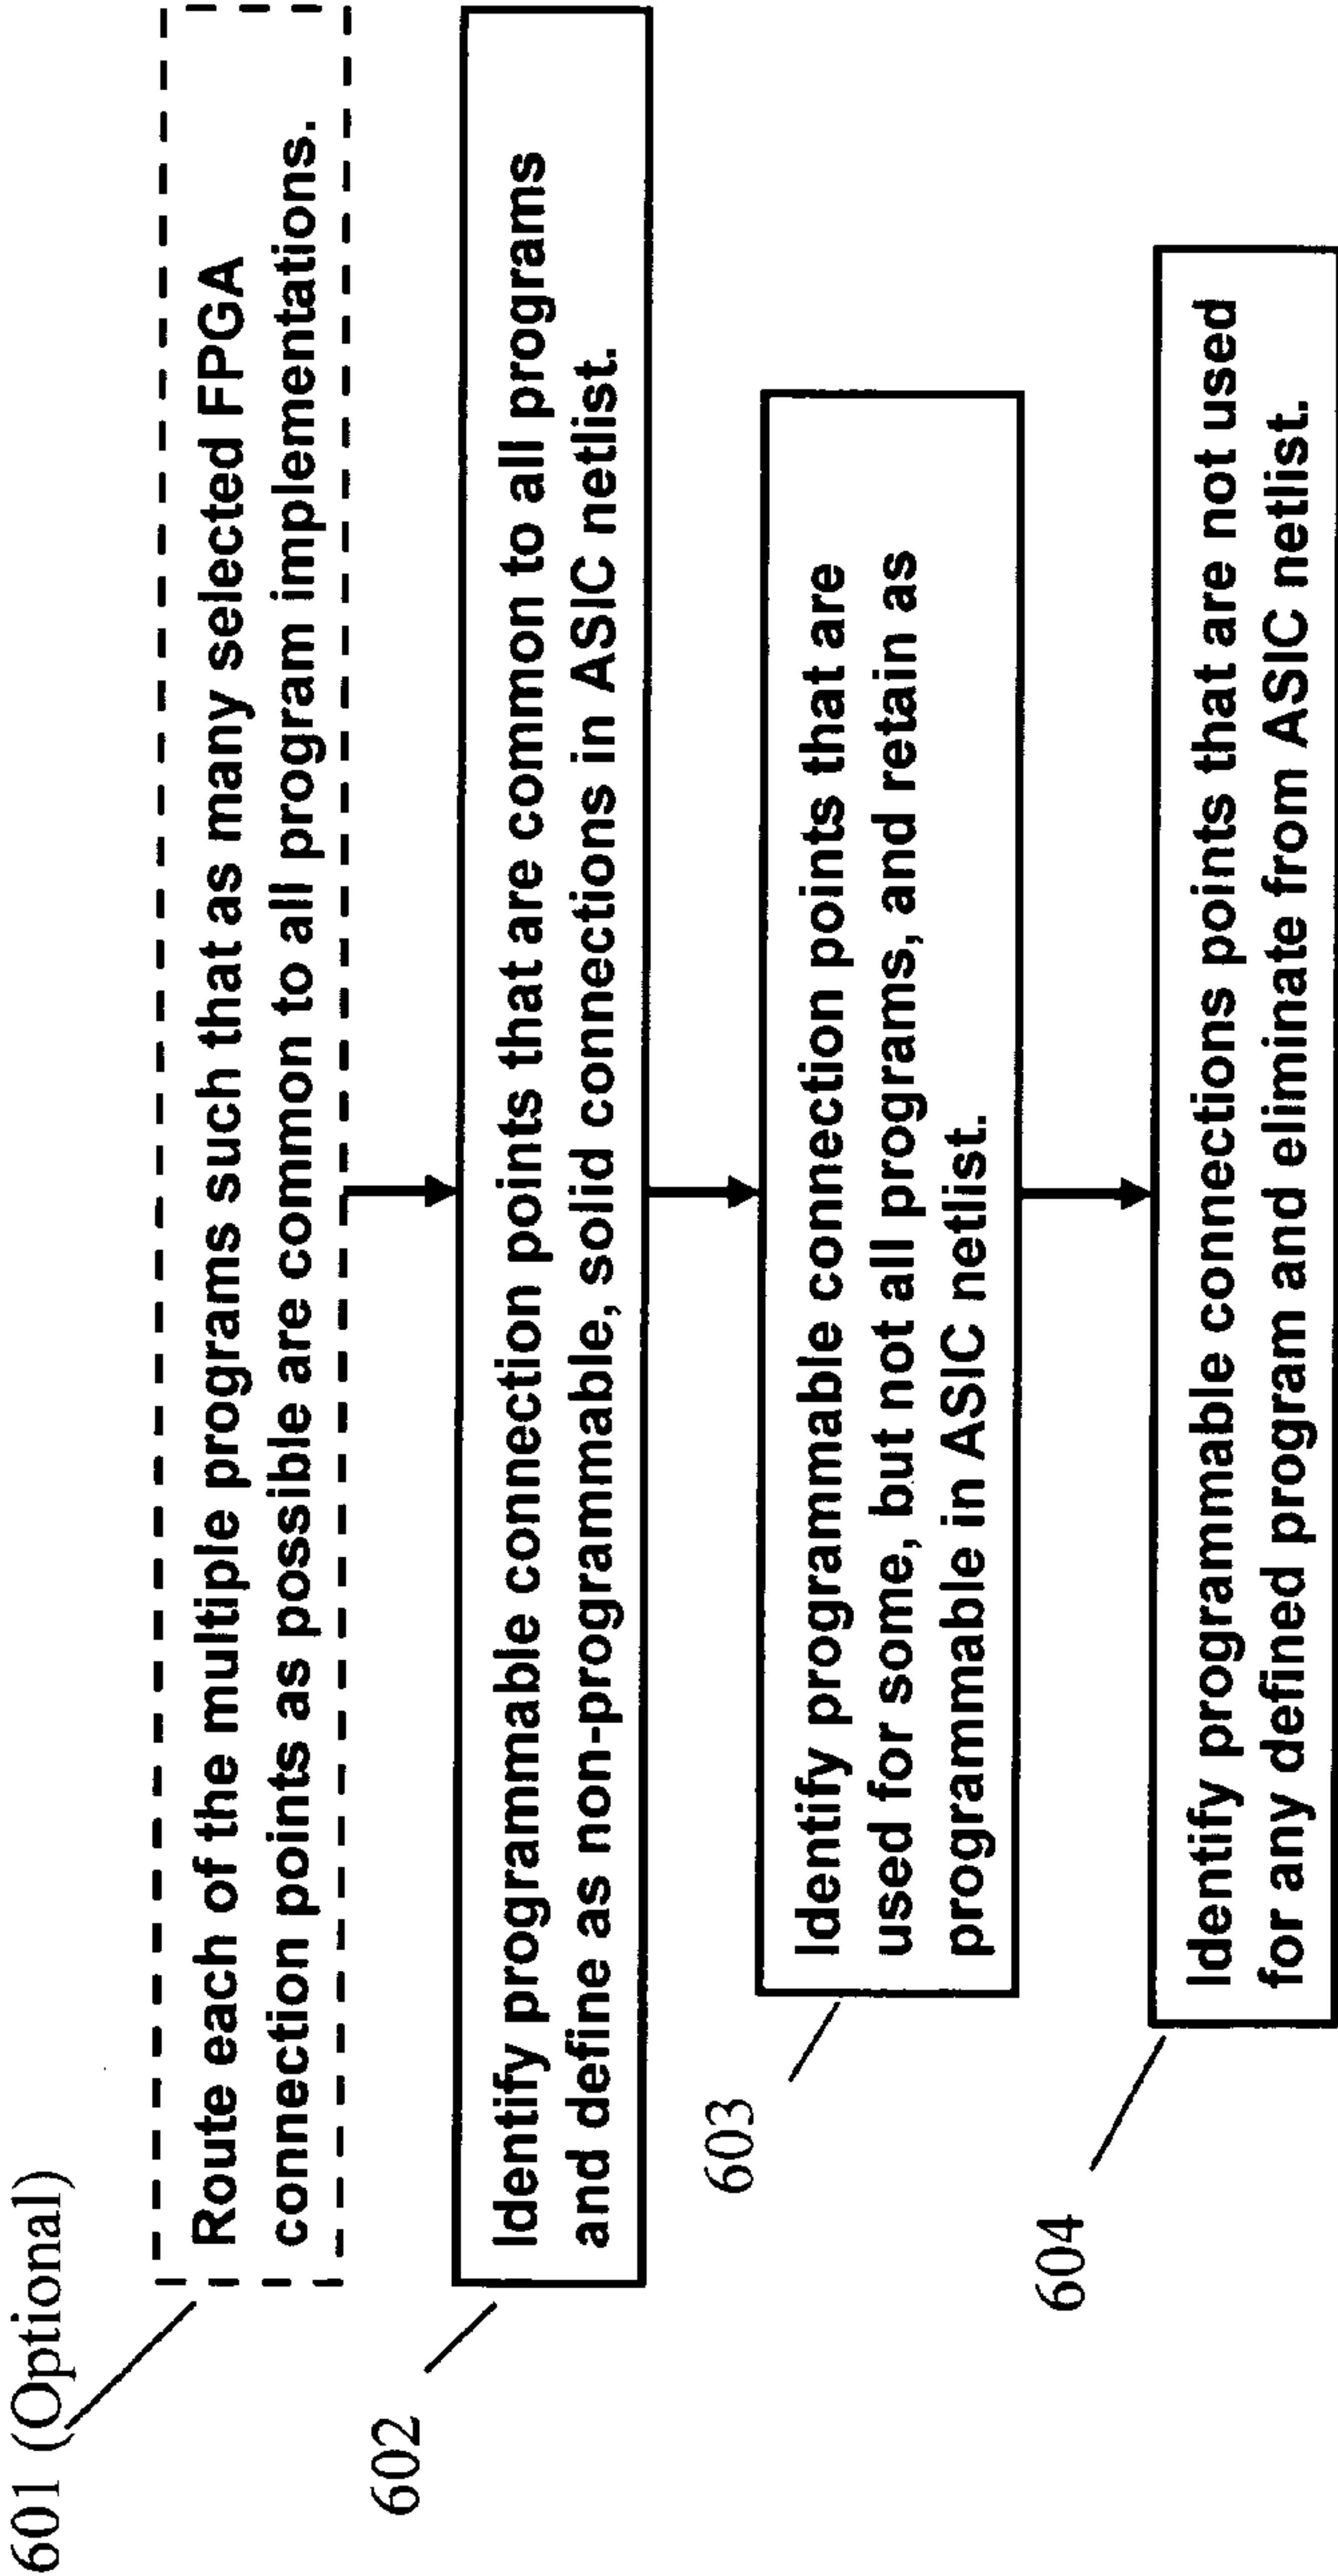 601 (Optional)
Route each of the multiple programs such that as many selected FPGA
connection points as possible are common to all program implementations.
602
Identify programmable connection points that are common to all programs
and define as non-programmable, solid connections in ASIC netlist.
603
Identify programmable connection points that are
used for some, but not all programs, and retain as
programmable in ASIC netlist.
604
Identify programmable connections points that are not used
for any defined program and eliminate from ASIC netlist.